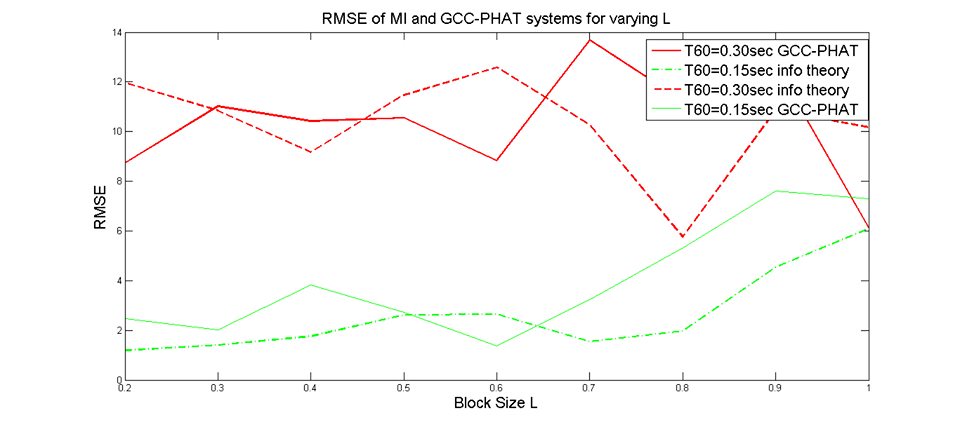 RMSE of MI and GCC-PHAT systems for varying L
14
12
10
8
6
4
2
0
RMSE
T60=0.30sec GCC-PHAT
T60=0.15sec info theory
T60=0.30sec info theory
T60=0.15sec GCC-PHAT
0.2 0.3 0.4 0.5 0.6 0.7 0.8 0.9 1
Block Size L